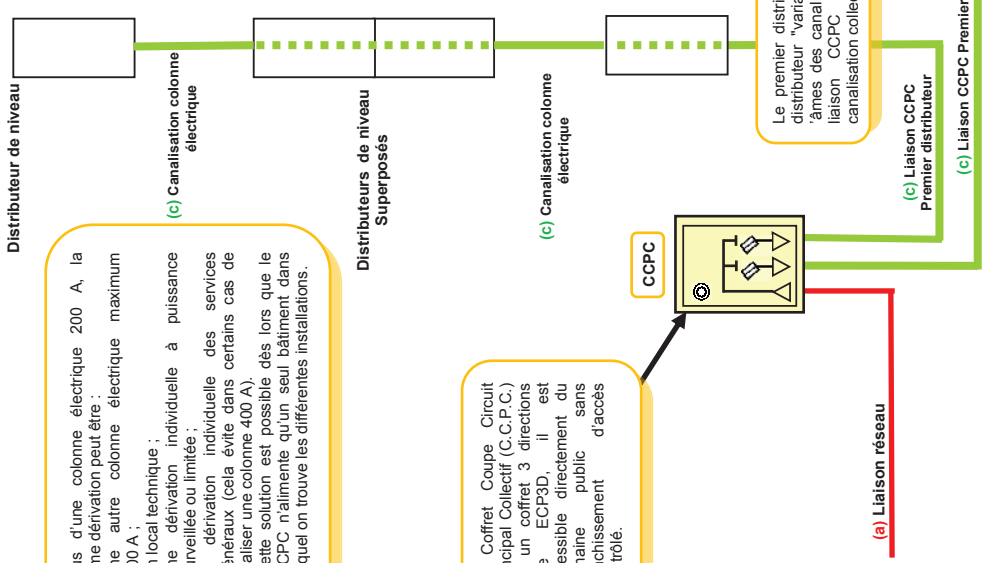 Distributeur de niveau
(c) Canalisation colonne
électrique
us d'une colonne électrique 200 A, la
me dérivation peut être :
ne autre colonne électrique maximum
00 A ;
n local technique ;
ne dérivation individuelle à puissance
urveillée ou limitée ;
dérivation individuelle des services
énéraux (cela évite dans certains cas de
aliser une colonne 400 A).
ette solution est possible dès lors que le
CPC n'alimente qu'un seul bâtiment dans
quel on trouve les différentes installations.
Distributeurs de niveau
Superposés
(c) Canalisation colonne
électrique
CCPC
Coffret Coupe Circuit
ncipal Collectif (C.C.P.C.)
un coffret 3 directions
e ECP3D, il est
essible directement du
maine public sans
nchissement d'accès
trôlé.
Le premier distri
distributeur "varia
'âmes des canal
liaison CCPC
canalisation collec
(c) Liaison CCPC
Premier distributeur
(c) Liaison CCPC Premier
(a) Liaison réseau